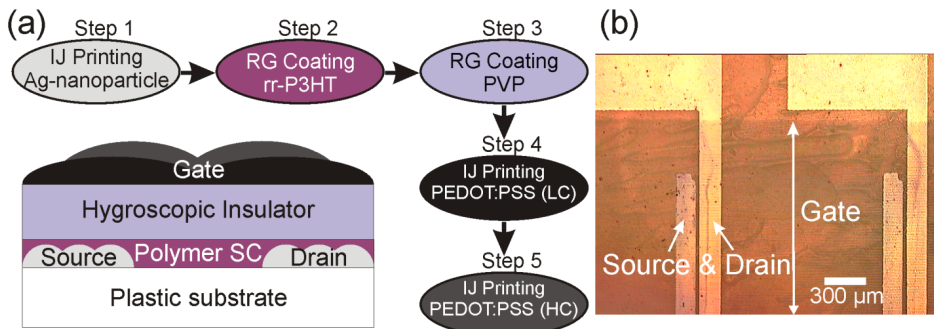 (a)
Step 1
IJ Printing
Ag-nanoparticle
Step 2
RG Coating
rr-P3HT
Step 3
RG Coating
PVP
Step 4
IJ Printing
PEDOT:PSS (LC)
Step 5
IJ Printing
PEDOT:PSS (HC)
Gate
Hygroscopic Insulator
Source
Polymer SC
Drain
Plastic substrate
(b)
Gate
Source & Drain
300 µm